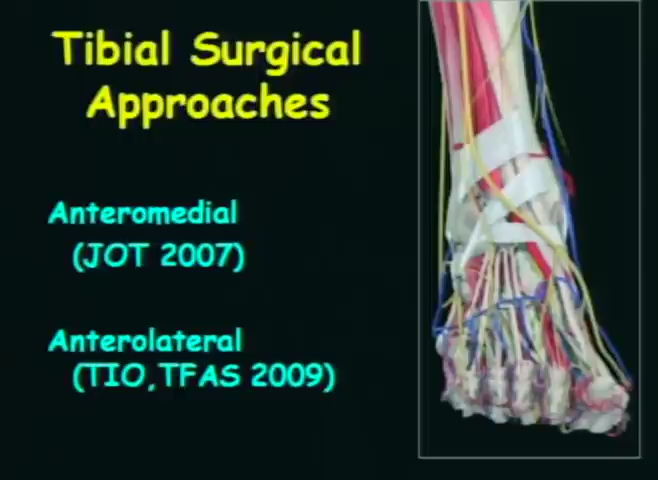 Tibial Surgical
Approaches
Anteromedial
(JOT 2007)
Anterolateral
(TIO,TFAS 2009)